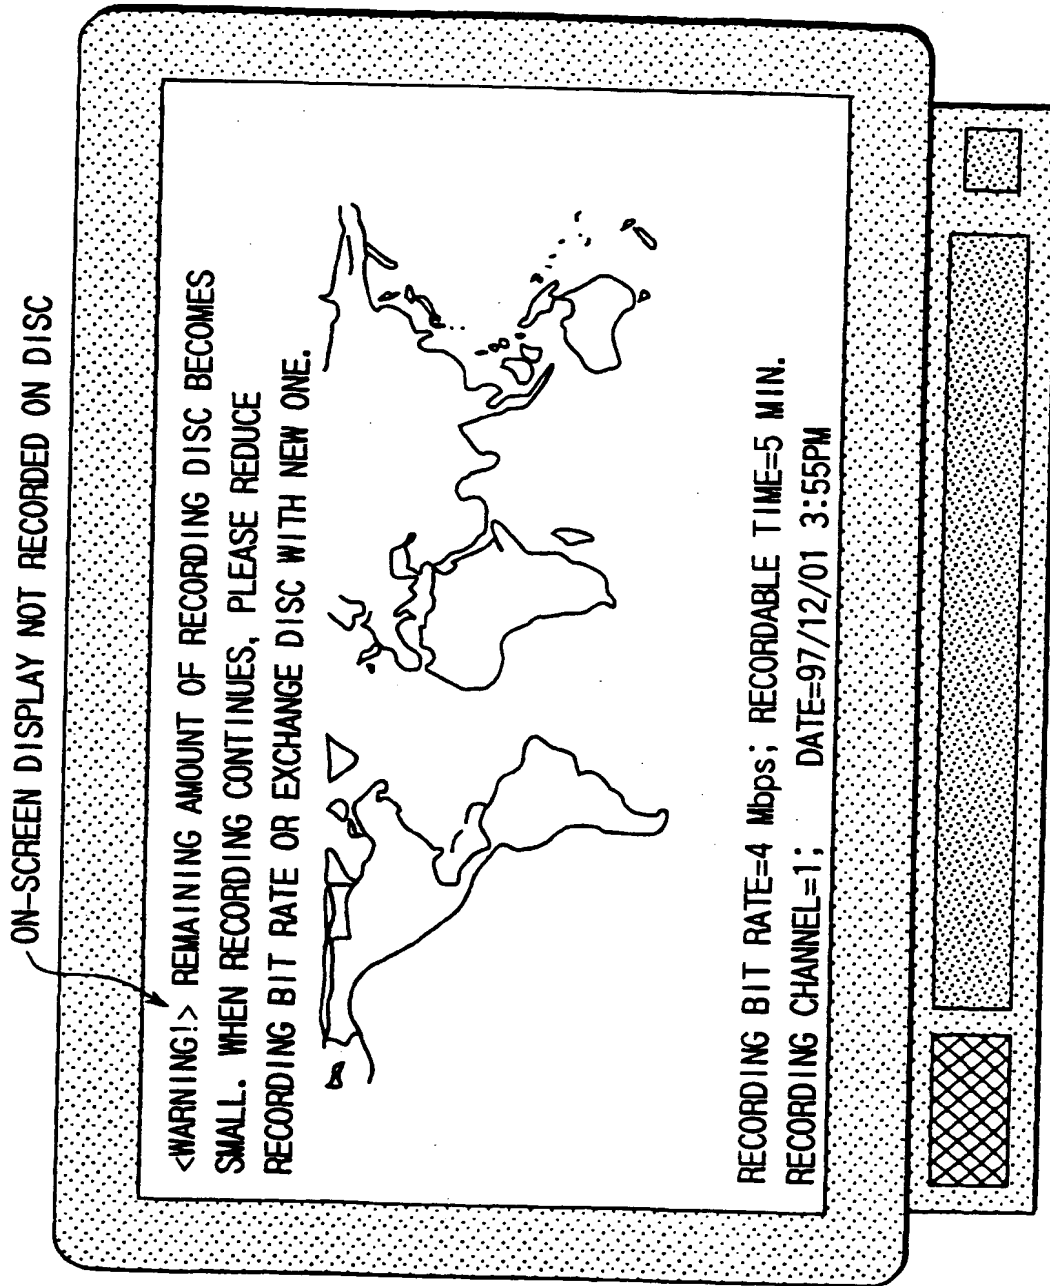 ON-SCREEN DISPLAY NOT RECORDED ON DISC
<WARNING!> REMAINING AMOUNT OF RECORDING DISC BECOMES
SMALL. WHEN RECORDING CONTINUES, PLEASE REDUCE
RECORDING BIT RATE OR EXCHANGE DISC WITH NEW ONE.
RECORDING BIT RATE=4 Mbps; RECORDABLE TIME=5 MIN.
RECORDING CHANNEL=1; DATE=97/12/01 3:55PM